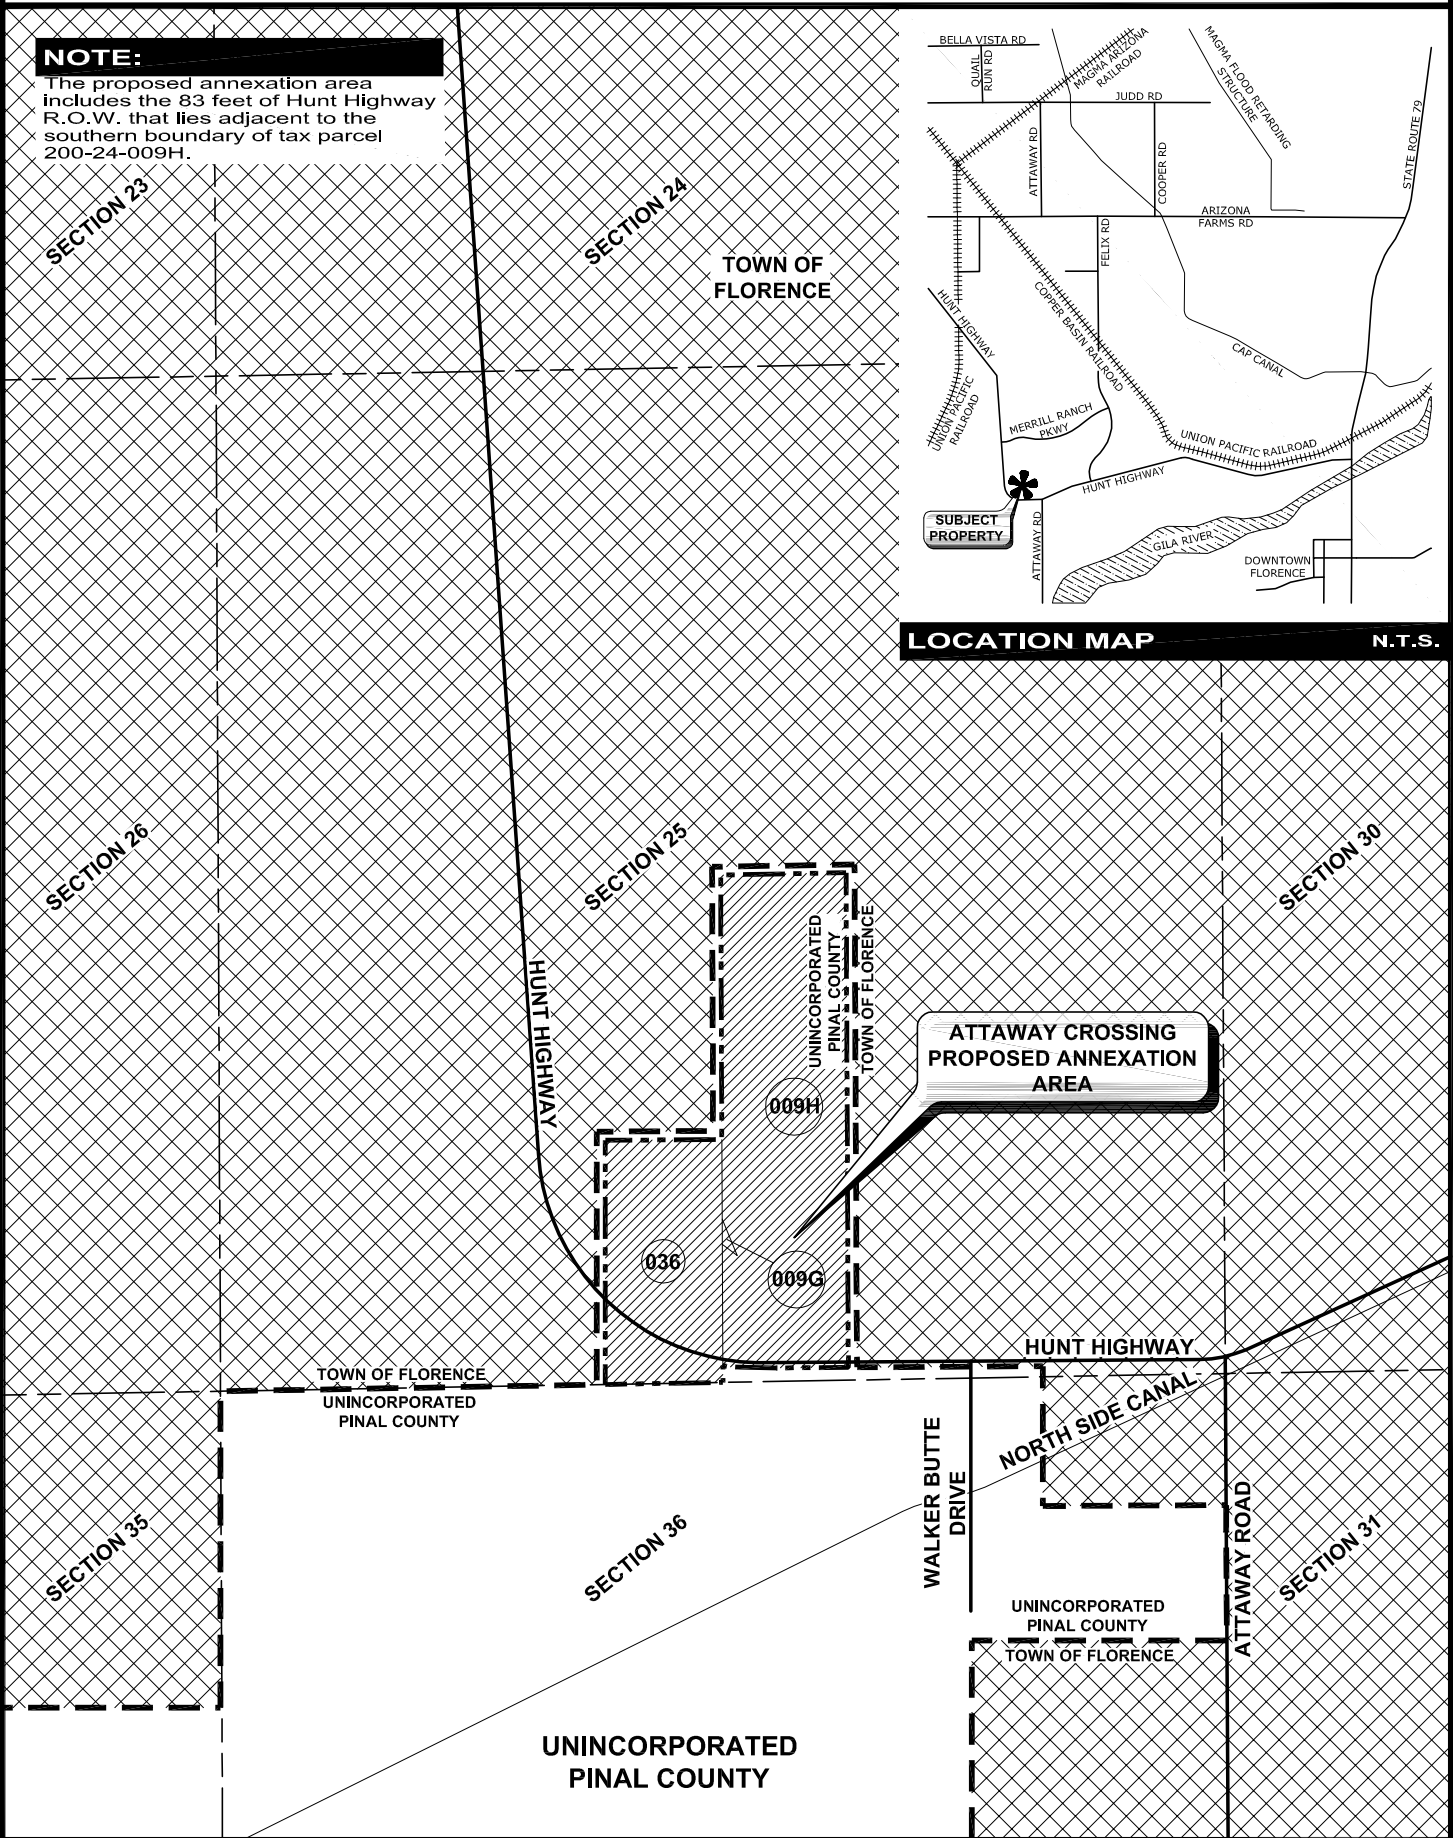 NOTE:
The proposed annexation area
includes the 83 feet of Hunt Highway
R.O.W. that lies adjacent to the
southern boundary of tax parcel
200-24-009H.
SECTION 23
SECTION 24
TOWN OF
FLORENCE
BELLA VISTA RD
QUAIL
RUN RD
MAGMA ARIZONA
RAILROAD
MAGMA FLOOD RETARDING
STRUCTURE
STATE ROUTE 79
JUDD RD
ATTAWAY RD
COOPER RD
ARIZONA
FARMS RD
FELIX RD
HUNT HIGHWAY
COPPER BASIN RAILROAD
CAP CANAL
UNION PACIFIC
RAILROAD
MERRILL RANCH
PKWY
UNION PACIFIC RAILROAD
HUNT HIGHWAY
SUBJECT
PROPERTY
ATTAWAY RD
GILA RIVER
DOWNTOWN
FLORENCE
LOCATION MAP
N.T.S.
SECTION 26
SECTION 25
SECTION 30
HUNT HIGHWAY
UNINCORPORATED
PINAL COUNTY
TOWN OF FLORENCE
ATTAWAY CROSSING
PROPOSED ANNEXATION
AREA
009H
036
009G
HUNT HIGHWAY
TOWN OF FLORENCE
UNINCORPORATED
PINAL COUNTY
NORTH SIDE CANAL
WALKER BUTTE
DRIVE
SECTION 35
SECTION 36
ATTAWAY ROAD
SECTION 31
UNINCORPORATED
PINAL COUNTY
TOWN OF FLORENCE
UNINCORPORATED
PINAL COUNTY